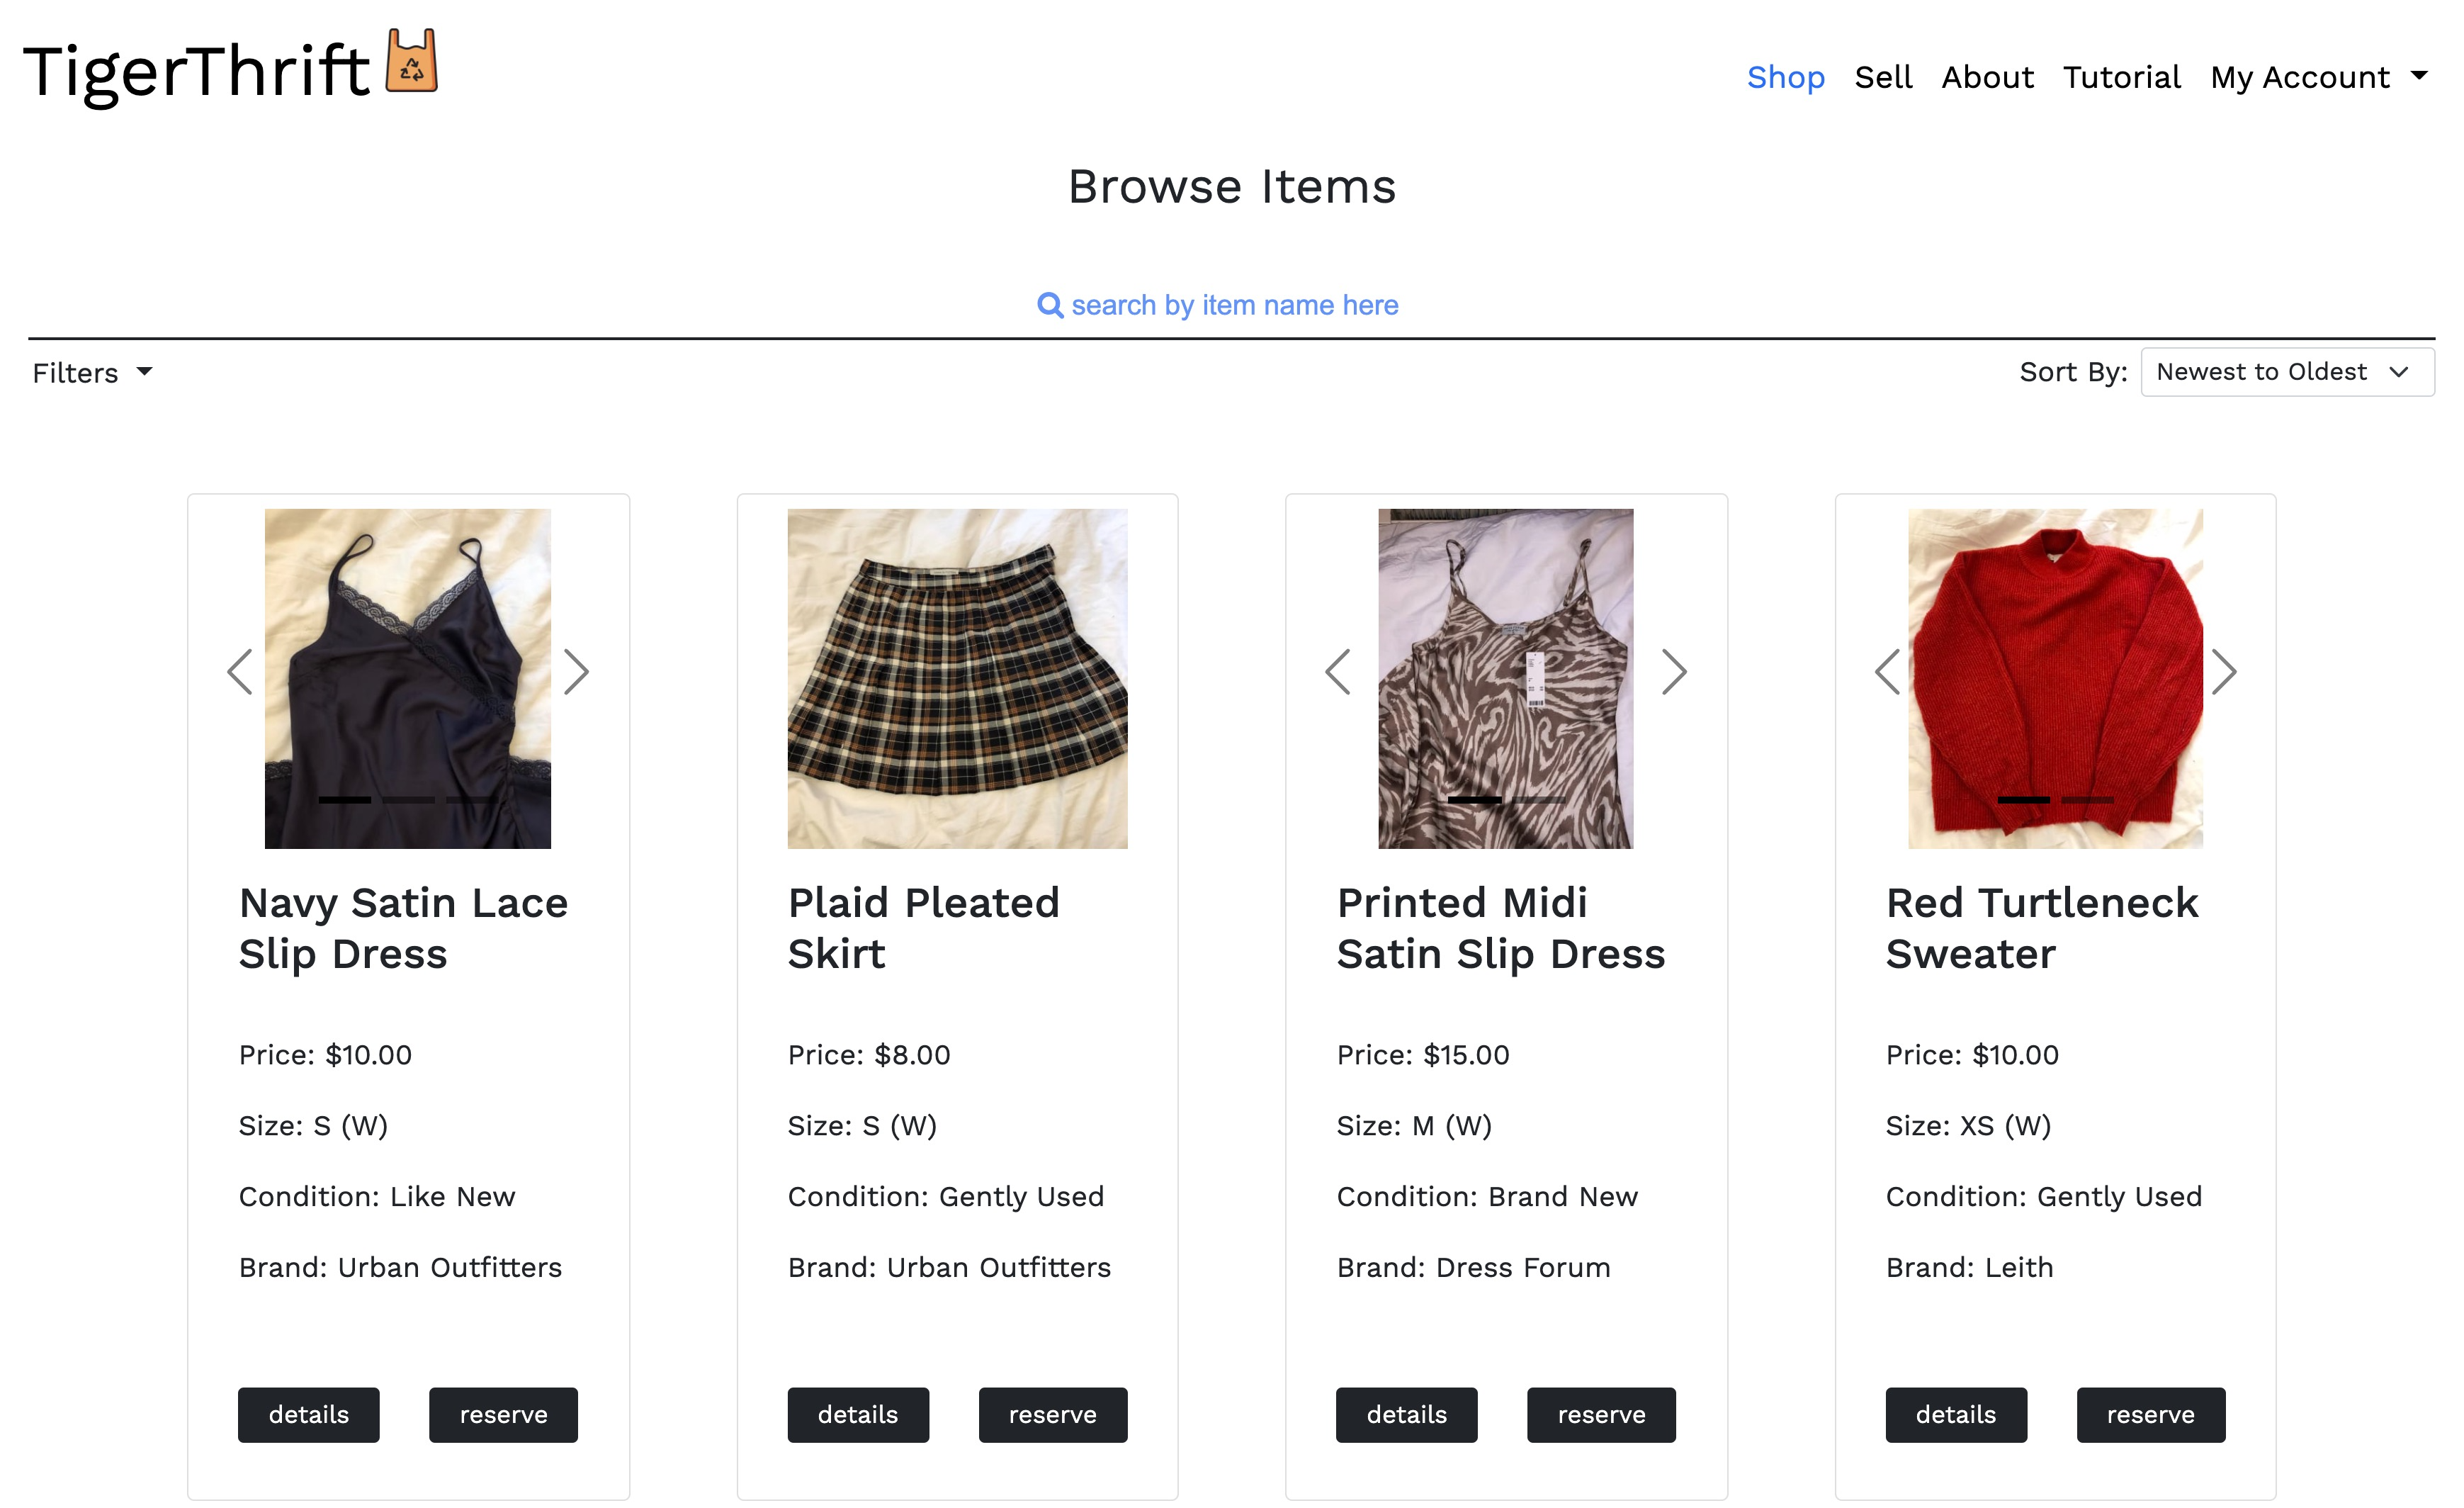 TigerThrift
Shop Sell About Tutorial My Account
Browse Items
search by item name here
Filters
Sort By: Newest to Oldest
Navy Satin Lace
Slip Dress
Price: $10.00
Size: S (W)
Condition: Like New
Brand: Urban Outfitters
details reserve
Plaid Pleated
Skirt
Price: $8.00
Size: S (W)
Condition: Gently Used
Brand: Urban Outfitters
details reserve
Printed Midi
Satin Slip Dress
Price: $15.00
Size: M (W)
Condition: Brand New
Brand: Dress Forum
details reserve
Red Turtleneck
Sweater
Price: $10.00
Size: XS (W)
Condition: Gently Used
Brand: Leith
details reserve